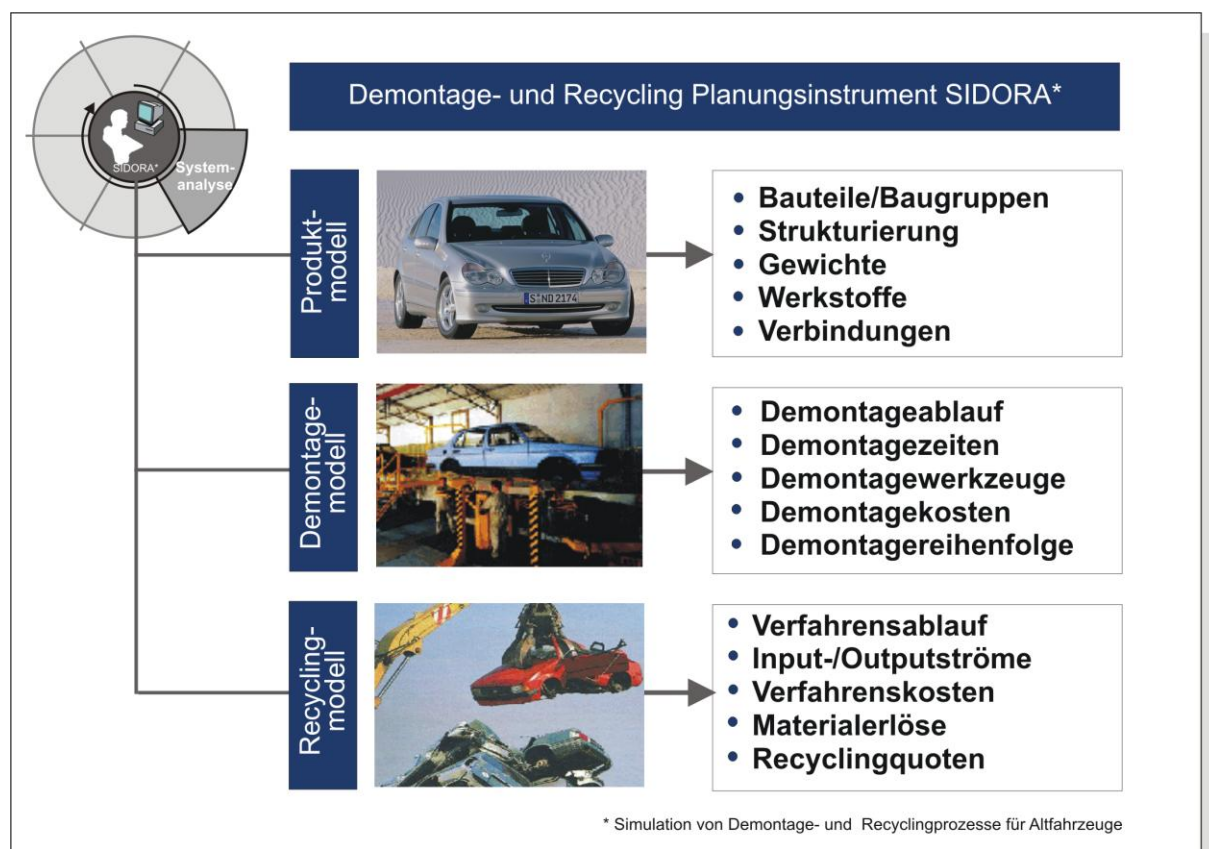 Demontage- und Recycling Planungsinstrument SIDORA*
SIDORA*
System-
analyse
Produkt-
modell
S ND 2174
• Bauteile/Baugruppen
• Strukturierung
• Gewichte
• Werkstoffe
• Verbindungen
Demontage-
modell
• Demontageablauf
• Demontagezeiten
• Demontagewerkzeuge
• Demontagekosten
• Demontagereihenfolge
Recycling-
modell
• Verfahrensablauf
• Input-/Outputströme
• Verfahrenskosten
• Materialerlöse
• Recyclingquoten
* Simulation von Demontage- und Recyclingprozesse für Altfahrzeuge